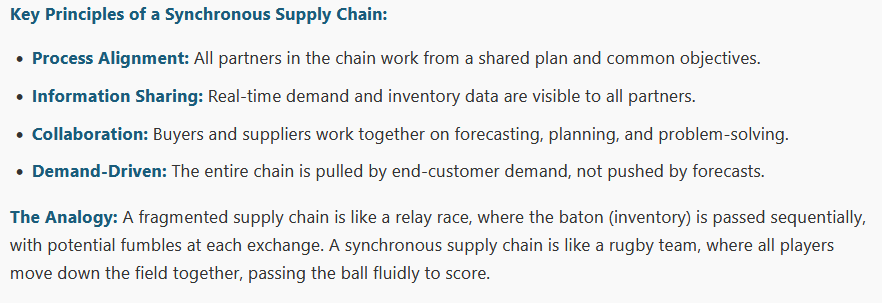 Key Principles of a Synchronous Supply Chain:
• Process Alignment: All partners in the chain work from a shared plan and common objectives.
• Information Sharing: Real-time demand and inventory data are visible to all partners.
• Collaboration: Buyers and suppliers work together on forecasting, planning, and problem-solving.
• Demand-Driven: The entire chain is pulled by end-customer demand, not pushed by forecasts.
The Analogy: A fragmented supply chain is like a relay race, where the baton (inventory) is passed sequentially,
with potential fumbles at each exchange. A synchronous supply chain is like a rugby team, where all players
move down the field together, passing the ball fluidly to score.